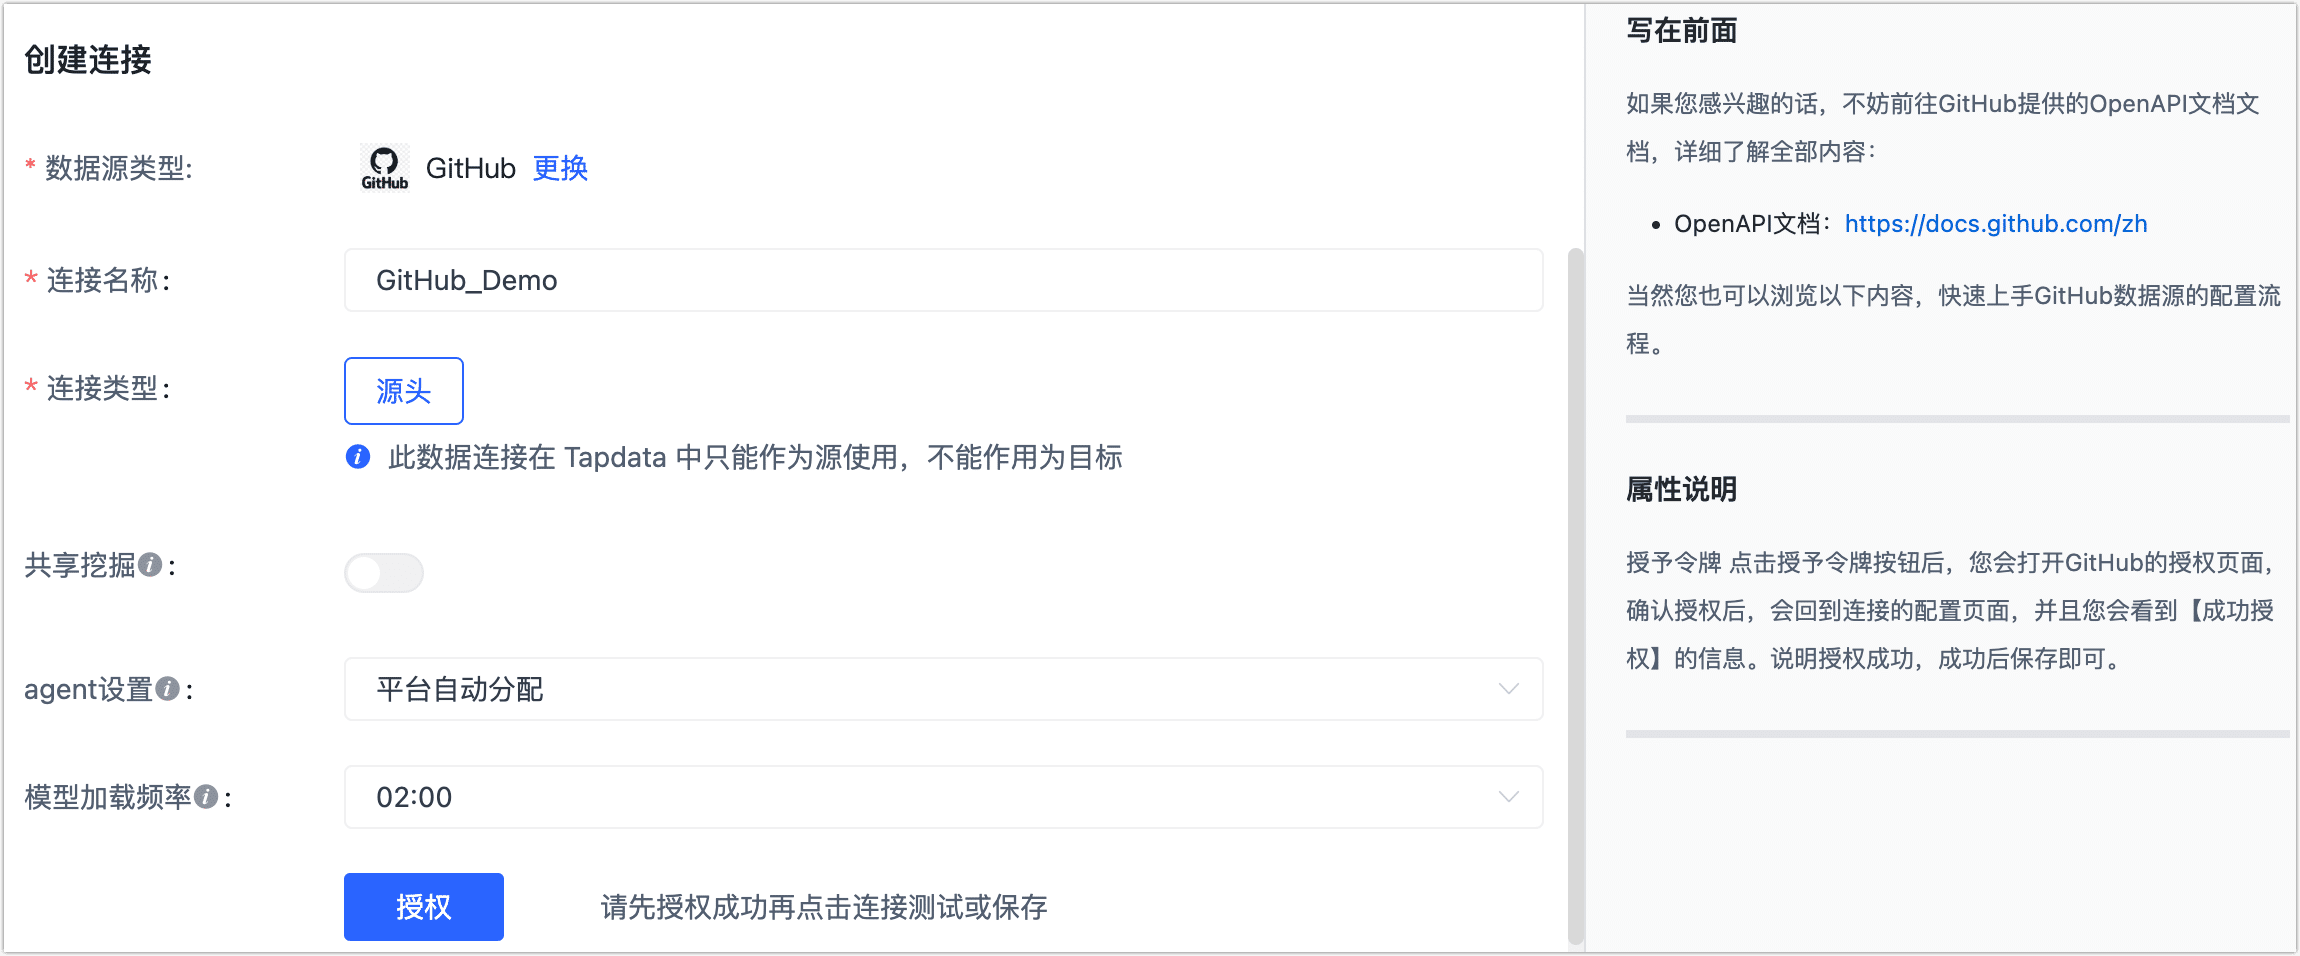 创建连接
* 数据源类型:
GitHub
GitHub 更换
* 连接名称:
GitHub_Demo
* 连接类型:
源头
此数据连接在 Tapdata 中只能作为源使用，不能作用为目标
共享挖掘 :
agent设置 :
平台自动分配
模型加载频率 :
02:00
授权
请先授权成功再点击连接测试或保存
写在前面
如果您感兴趣的话，不妨前往GitHub提供的OpenAPI文档文
档，详细了解全部内容：
• OpenAPI文档：https://docs.github.com/zh
当然您也可以浏览以下内容，快速上手GitHub数据源的配置流
程。
属性说明
授予令牌 点击授予令牌按钮后，您会打开GitHub的授权页面，
确认授权后，会回到连接的配置页面，并且您会看到【成功授
权】的信息。说明授权成功，成功后保存即可。